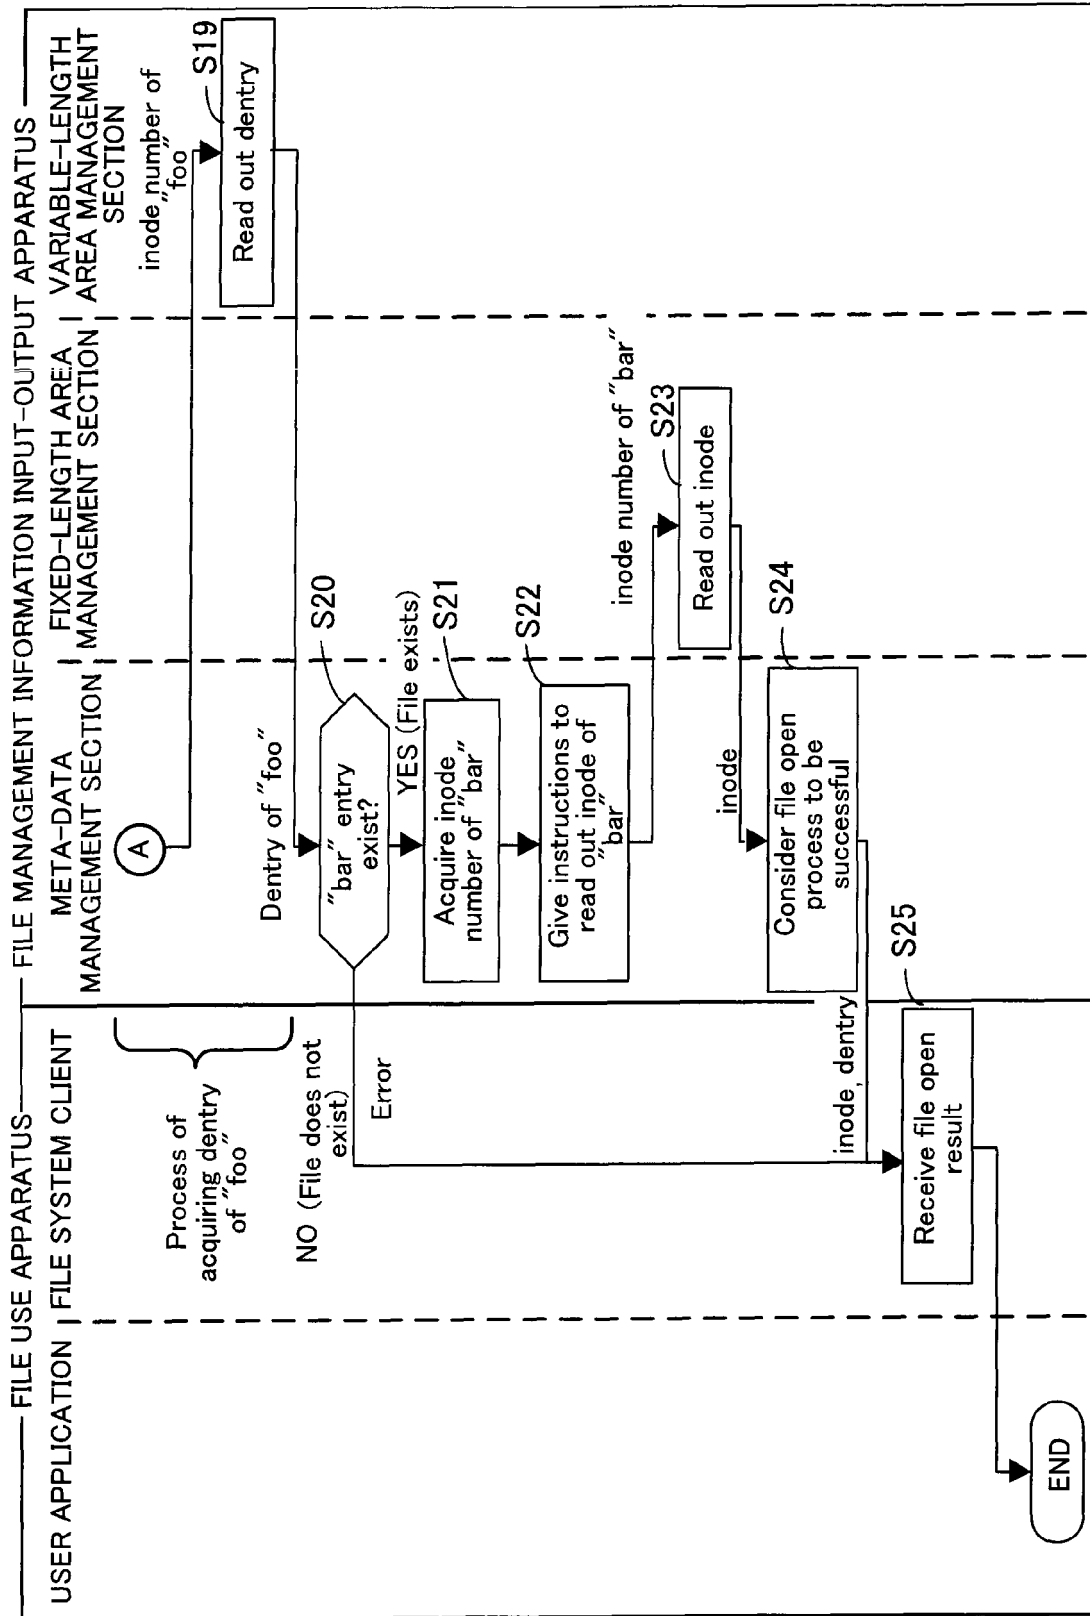 FILE USE APPARATUS
FILE MANAGEMENT INFORMATION INPUT-OUTPUT APPARATUS
USER APPLICATION
FILE SYSTEM CLIENT
META-DATA
MANAGEMENT SECTION
FIXED-LENGTH AREA
MANAGEMENT SECTION
VARIABLE-LENGTH
AREA MANAGEMENT
SECTION
A
inode number of
"foo"
S19
Read out dentry
Process of
acquiring dentry
of "foo"
Dentry of "foo"
S20
"bar" entry
exist?
NO (File does not
exist)
Error
YES (File exists)
S21
Acquire inode
number of "bar"
S22
Give instructions to
read out inode of
"bar"
inode number of "bar"
S23
Read out inode
inode
S24
Consider file open
process to be
successful
inode, dentry
S25
Receive file open
result
END